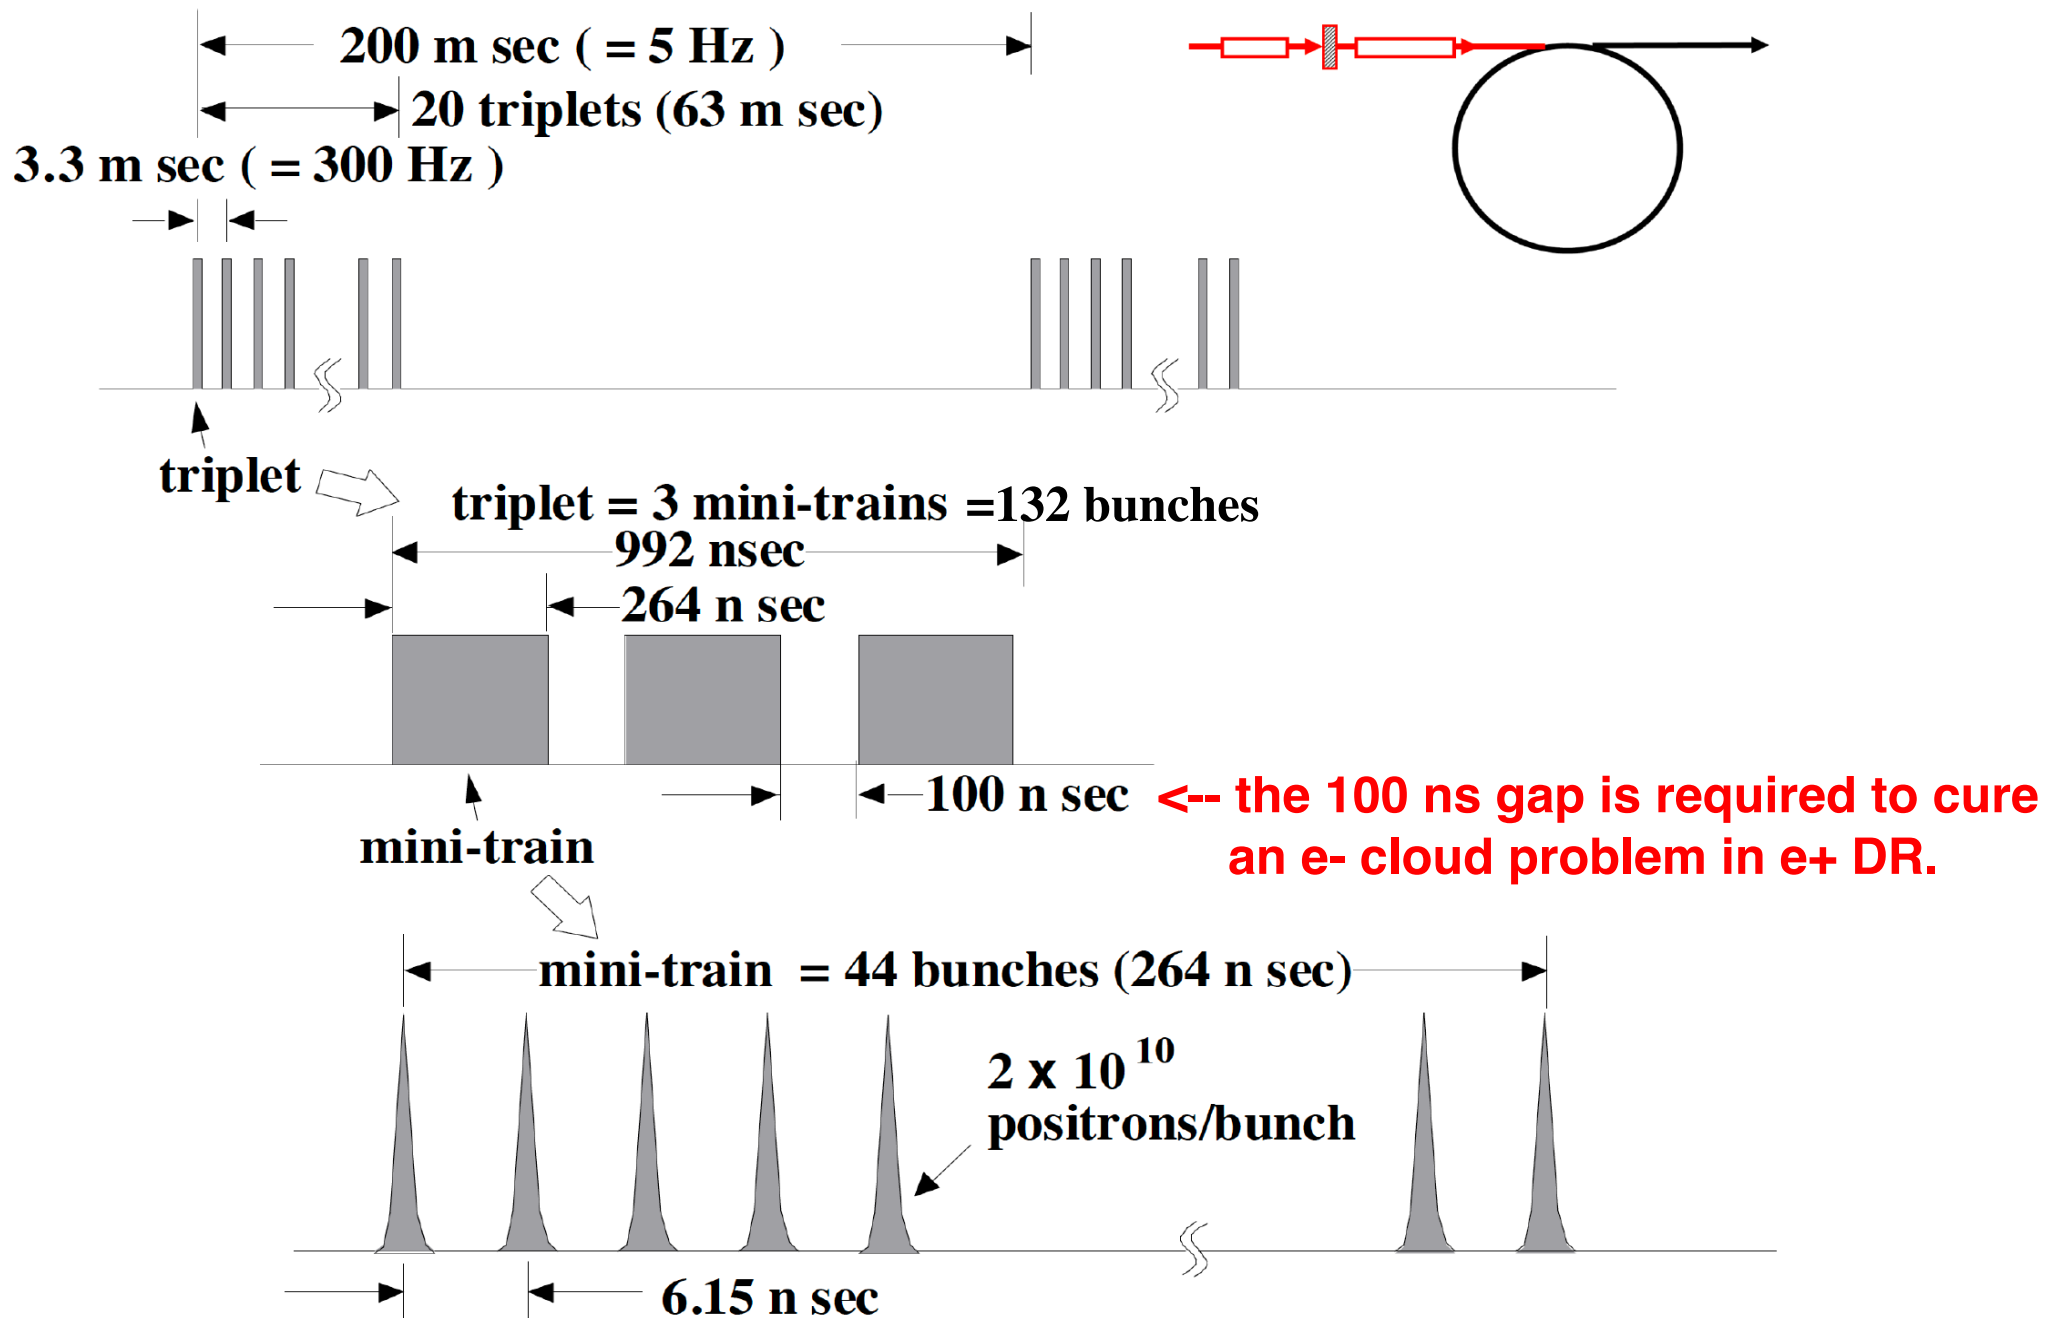 200 m sec ( = 5 Hz )
20 triplets (63 m sec)
3.3 m sec ( = 300 Hz )
triplet
triplet = 3 mini-trains =132 bunches
992 nsec
264 n sec
100 n sec <-- the 100 ns gap is required to cure
an e- cloud problem in e+ DR.
mini-train
mini-train = 44 bunches (264 n sec)
2 x 10 10
positrons/bunch
6.15 n sec